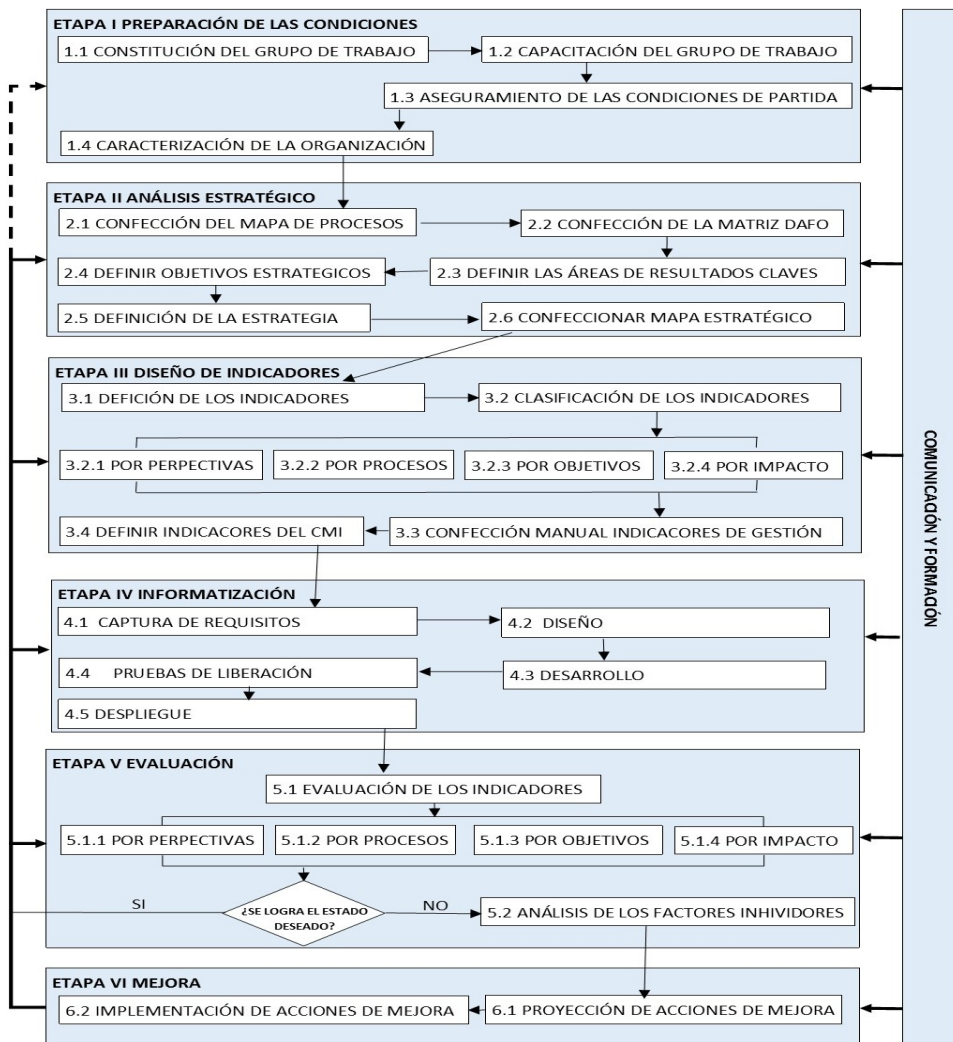 ETAPA I PREPARACIÓN DE LAS CONDICIONES
1.1 CONSTITUCIÓN DEL GRUPO DE TRABAJO
1.2 CAPACITACIÓN DEL GRUPO DE TRABAJO
1.3 ASEGURAMIENTO DE LAS CONDICIONES DE PARTIDA
1.4 CARACTERIZACIÓN DE LA ORGANIZACIÓN
ETAPA II ANÁLISIS ESTRATÉGICO
2.1 CONFECCIÓN DEL MAPA DE PROCESOS
2.2 CONFECCIÓN DE LA MATRIZ DAFO
2.4 DEFINIR OBJETIVOS ESTRATEGICOS
2.3 DEFINIR LAS ÁREAS DE RESULTADOS CLAVES
2.5 DEFINICIÓN DE LA ESTRATEGIA
2.6 CONFECCIONAR MAPA ESTRATÉGICO
ETAPA III DISEÑO DE INDICADORES
3.1 DEFICIÓN DE LOS INDICADORES
3.2 CLASIFICACIÓN DE LOS INDICADORES
3.2.1 POR PERPECTIVAS
3.2.2 POR PROCESOS
3.2.3 POR OBJETIVOS
3.2.4 POR IMPACTO
3.4 DEFINIR INDICACORES DEL CMI
3.3 CONFECCIÓN MANUAL INDICACORES DE GESTIÓN
ETAPA IV INFORMATIZACIÓN
4.1 CAPTURA DE REQUISITOS
4.2 DISEÑO
4.4 PRUEBAS DE LIBERACIÓN
4.3 DESARROLLO
4.5 DESPLIEGUE
ETAPA V EVALUACIÓN
5.1 EVALUACIÓN DE LOS INDICADORES
5.1.1 POR PERPECTIVAS
5.1.2 POR PROCESOS
5.1.3 POR OBJETIVOS
5.1.4 POR IMPACTO
SI
¿SE LOGRA EL ESTADO
DESEADO?
NO
5.2 ANÁLISIS DE LOS FACTORES INHIVIDORES
ETAPA VI MEJORA
6.2 IMPLEMENTACIÓN DE ACCIONES DE MEJORA
6.1 PROYECCIÓN DE ACCIONES DE MEJORA
COMUNICACIÓN Y FORMACIÓN